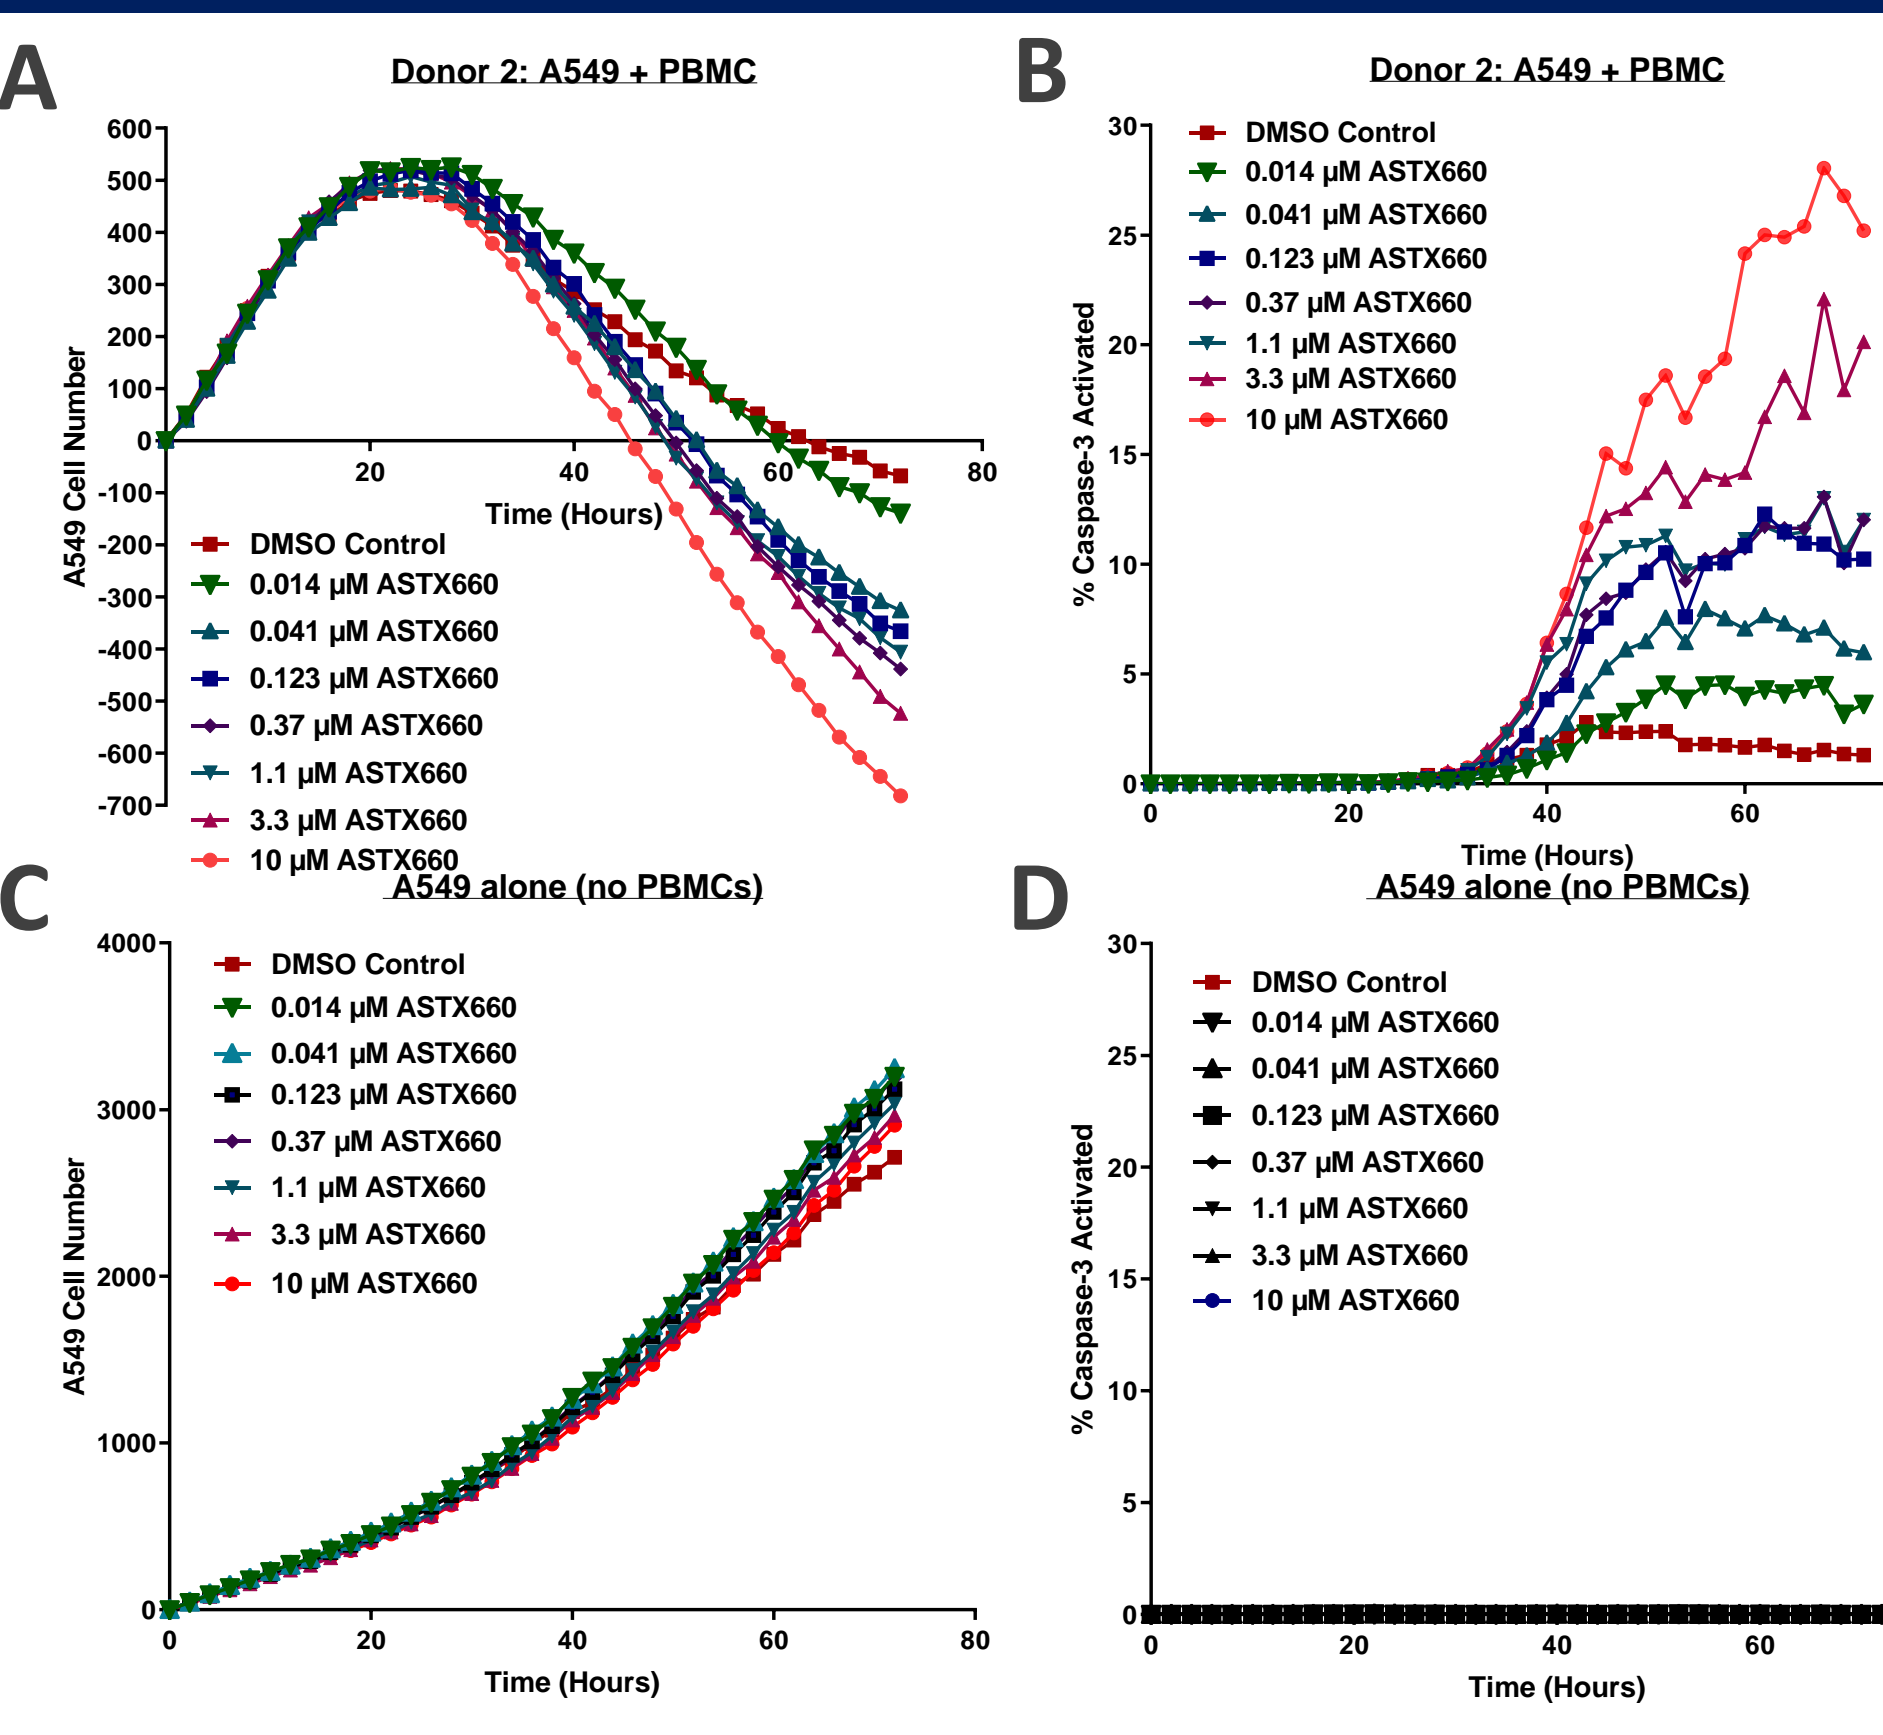 A
Donor 2: A549 + PBMC
600
500
400
300
200
100
0
-100
-200
-300
-400
-500
-600
-700
20
40
60
80
A549 Cell Number
Time (Hours)
DMSO Control
0.014 µM ASTX660
0.041 µM ASTX660
0.123 µM ASTX660
0.37 µM ASTX660
1.1 µM ASTX660
3.3 µM ASTX660
10 µM ASTX660
B
Donor 2: A549 + PBMC
30
25
20
15
10
5
0
0
20
40
60
% Caspase-3 Activated
Time (Hours)
DMSO Control
0.014 µM ASTX660
0.041 µM ASTX660
0.123 µM ASTX660
0.37 µM ASTX660
1.1 µM ASTX660
3.3 µM ASTX660
10 µM ASTX660
C
A549 alone (no PBMCs)
4000
3000
2000
1000
0
0
20
40
60
80
A549 Cell Number
Time (Hours)
DMSO Control
0.014 µM ASTX660
0.041 µM ASTX660
0.123 µM ASTX660
0.37 µM ASTX660
1.1 µM ASTX660
3.3 µM ASTX660
10 µM ASTX660
D
A549 alone (no PBMCs)
30
25
20
15
10
5
0
0
20
40
60
% Caspase-3 Activated
Time (Hours)
DMSO Control
0.014 µM ASTX660
0.041 µM ASTX660
0.123 µM ASTX660
0.37 µM ASTX660
1.1 µM ASTX660
3.3 µM ASTX660
10 µM ASTX660